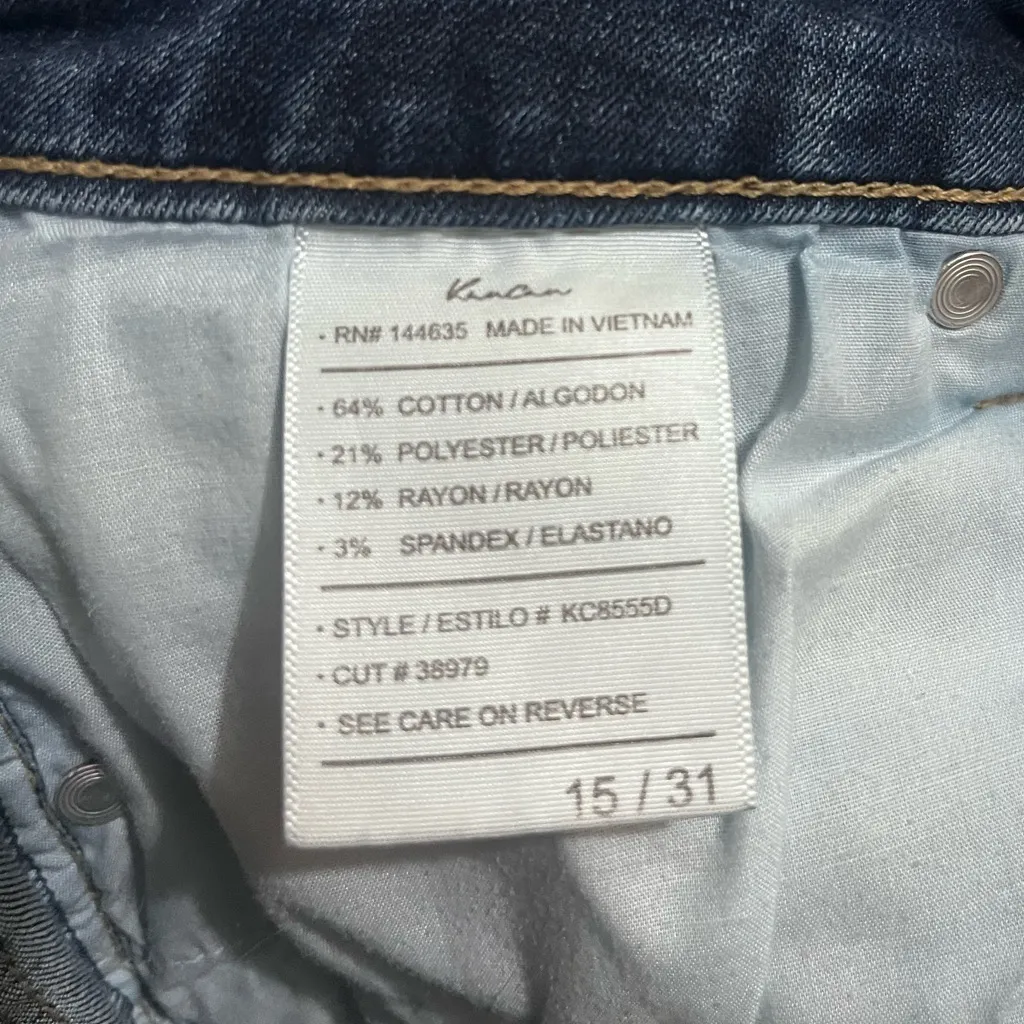 KanCan
· RN# 144635 MADE IN VIETNAM
· 64% COTTON / ALGODON
· 21% POLYESTER / POLIESTER
· 12% RAYON / RAYON
· 3% SPANDEX / ELASTANO
· STYLE / ESTILO # KC8555D
· CUT # 38979
· SEE CARE ON REVERSE
15 / 31